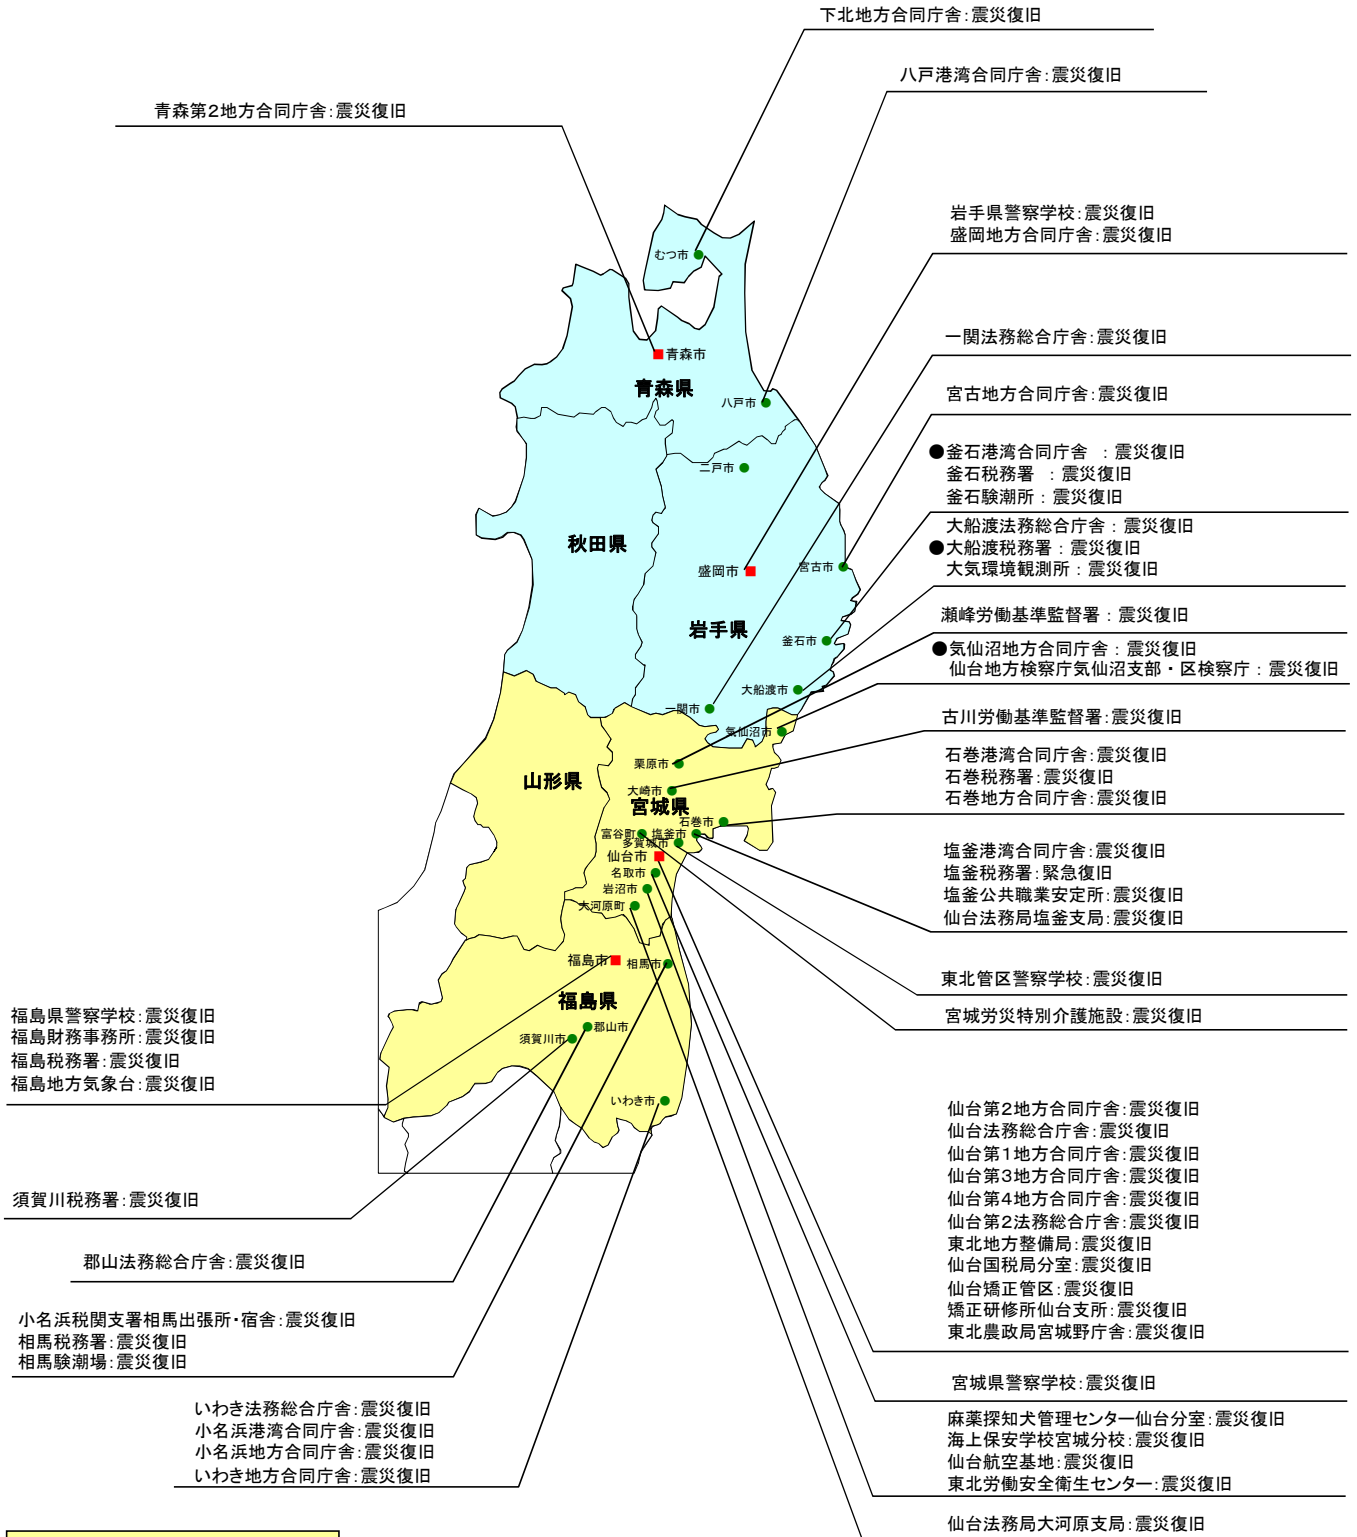 下北地方合同庁舎:震災復旧
八戸港湾合同庁舎:震災復旧
青森第2地方合同庁舎:震災復旧
岩手県警察学校:震災復旧
盛岡地方合同庁舎:震災復旧
むつ市
一関法務総合庁舎:震災復旧
青森市
青森県
宮古地方合同庁舎:震災復旧
八戸市
●釜石港湾合同庁舎 :震災復旧
釜石税務署 :震災復旧
釜石験潮所:震災復旧
二戸市
大船渡法務総合庁舎:震災復旧
●大船渡税務署:震災復旧
大気環境観測所:震災復旧
秋田県
盛岡市
宮古市
瀬峰労働基準監督署:震災復旧
岩手県
釜石市
●気仙沼地方合同庁舎:震災復旧
仙台地方検察庁気仙沼支部・区検察庁:震災復旧
大船渡市
一関市
古川労働基準監督署:震災復旧
気仙沼市
石巻港湾合同庁舎:震災復旧
石巻税務署:震災復旧
石巻地方合同庁舎:震災復旧
栗原市
山形県
大崎市
宮城県
石巻市
富谷町
塩釜市
多賀城市
仙台市
名取市
岩沼市
大河原町
塩釜港湾合同庁舎:震災復旧
塩釜税務署:緊急復旧
塩釜公共職業安定所:震災復旧
仙台法務局塩釜支局:震災復旧
福島市
相馬市
東北管区警察学校:震災復旧
福島県
宮城労災特別介護施設:震災復旧
福島県警察学校:震災復旧
福島財務事務所:震災復旧
福島税務署:震災復旧
福島地方気象台:震災復旧
郡山市
須賀川市
いわき市
仙台第2地方合同庁舎:震災復旧
仙台法務総合庁舎:震災復旧
仙台第1地方合同庁舎:震災復旧
仙台第3地方合同庁舎:震災復旧
仙台第4地方合同庁舎:震災復旧
仙台第2法務総合庁舎:震災復旧
東北地方整備局:震災復旧
仙台国税局分室:震災復旧
仙台矯正管区:震災復旧
矯正研修所仙台支所:震災復旧
東北農政局宮城野庁舎:震災復旧
須賀川税務署:震災復旧
郡山法務総合庁舎:震災復旧
小名浜税関支署相馬出張所・宿舎:震災復旧
相馬税務署:震災復旧
相馬験潮場:震災復旧
宮城県警察学校:震災復旧
いわき法務総合庁舎:震災復旧
小名浜港湾合同庁舎:震災復旧
小名浜地方合同庁舎:震災復旧
いわき地方合同庁舎:震災復旧
麻薬探知犬管理センター仙台分室:震災復旧
海上保安学校宮城分校:震災復旧
仙台航空基地:震災復旧
東北労働安全衛生センター:震災復旧
仙台法務局大河原支局:震災復旧